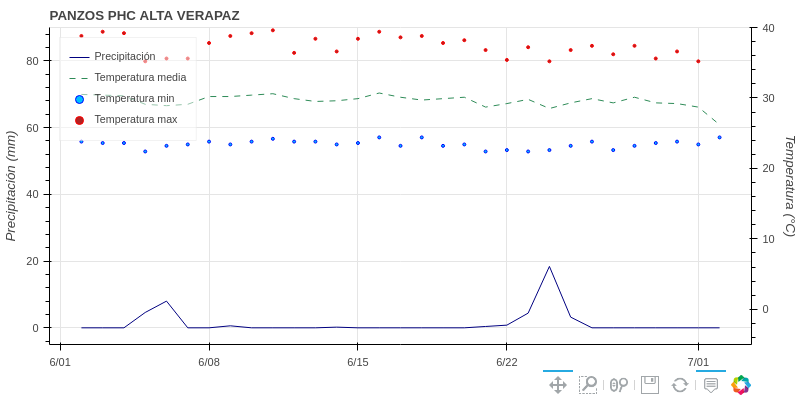 PANZOS PHC ALTA VERAPAZ
Precipitación
Temperatura media
Temperatura min
Temperatura max
Precipitación (mm)
80
60
40
20
0
Temperatura (°C)
40
30
20
10
0
6/01
6/08
6/15
6/22
7/01